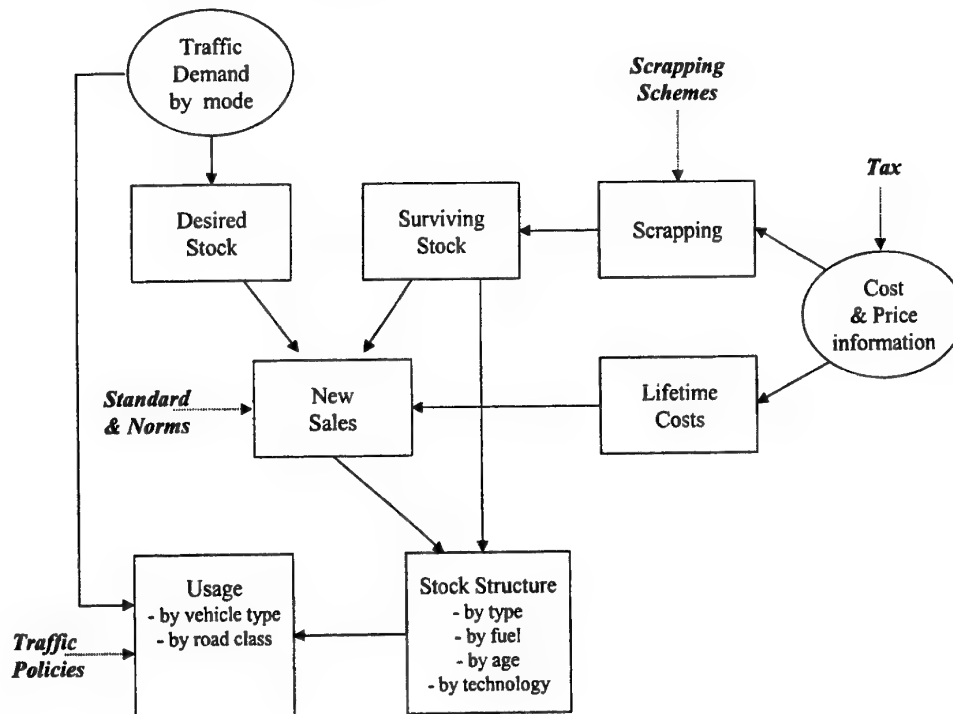 Traffic
Demand
by mode
Scrapping
Schemes
Tax
Desired
Stock
Surviving
Stock
Scrapping
Cost
& Price
information
Standard
& Norms
New
Sales
Lifetime
Costs
Usage
- by vehicle type
- by road class
Stock Structure
- by type
- by fuel
- by age
- by technology
Traffic
Policies